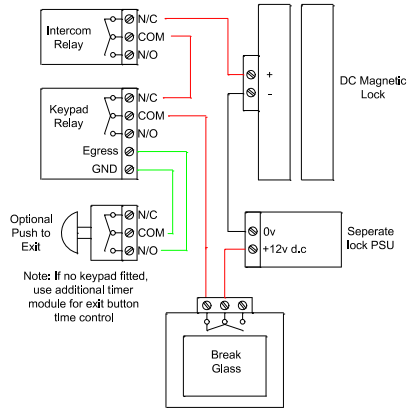 Intercom
Relay
N/C
COM
N/O
Keypad
Relay
N/C
COM
N/O
Egress
GND
Optional
Push to
Exit
N/C
COM
N/O
Note: If no keypad fitted,
use additional timer
module for exit button
time control
+
-
DC Magnetic
Lock
0v
+12v d.c
Seperate
lock PSU
Break
Glass